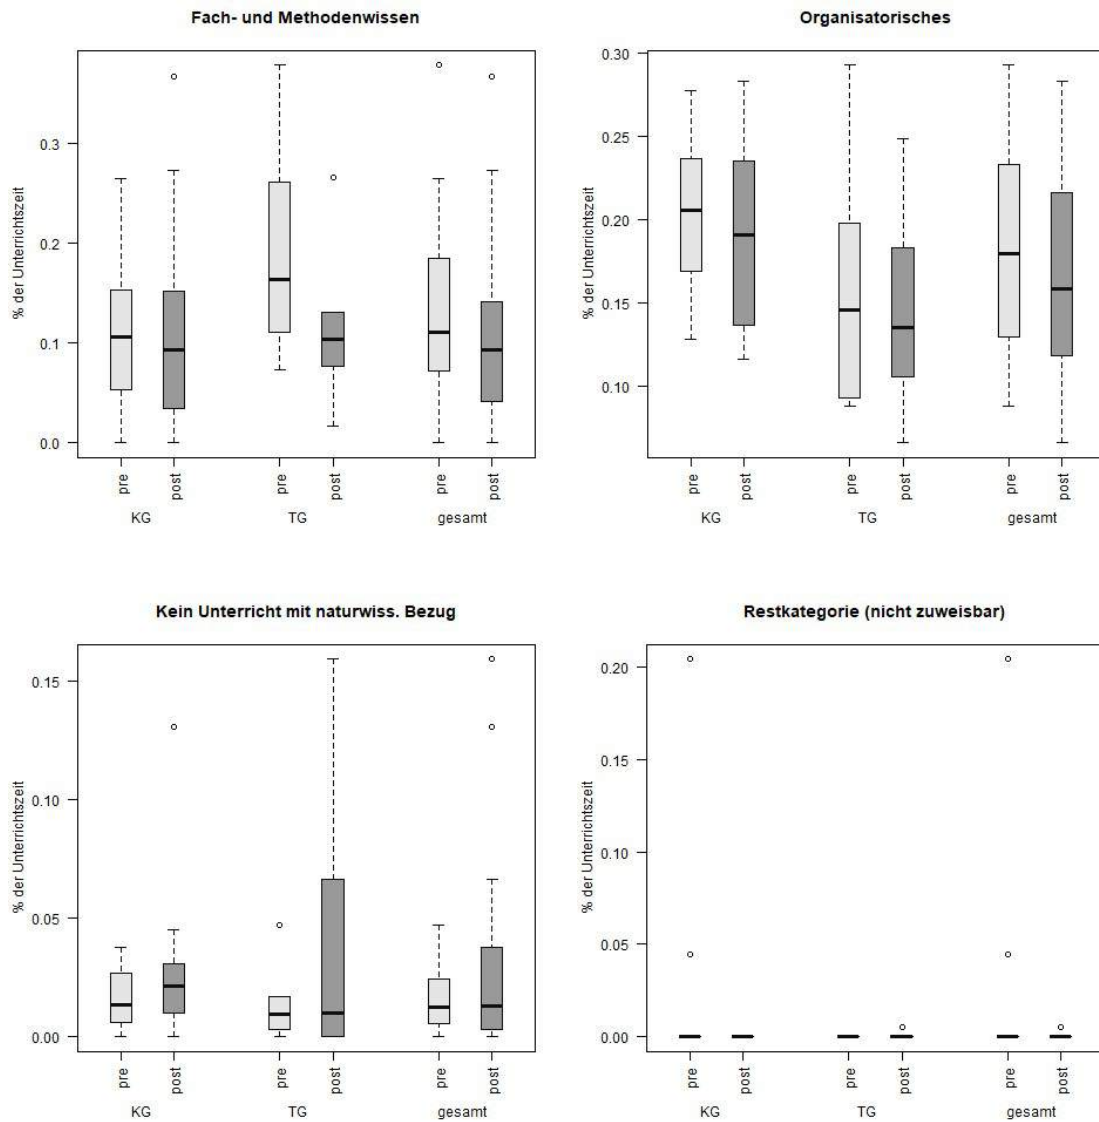 Fach- und Methodenwissen
% der Unterrichtszeit
0.3
0.2
0.1
0.0
pre
post
pre
post
pre
post
KG
TG
gesamt
Organisatorisches
% der Unterrichtszeit
0.30
0.25
0.20
0.15
0.10
pre
post
pre
post
pre
post
KG
TG
gesamt
Kein Unterricht mit naturwiss. Bezug
% der Unterrichtszeit
0.15
0.10
0.05
0.00
pre
post
pre
post
pre
post
KG
TG
gesamt
Restkategorie (nicht zuweisbar)
% der Unterrichtszeit
0.20
0.15
0.10
0.05
0.00
pre
post
pre
post
pre
post
KG
TG
gesamt